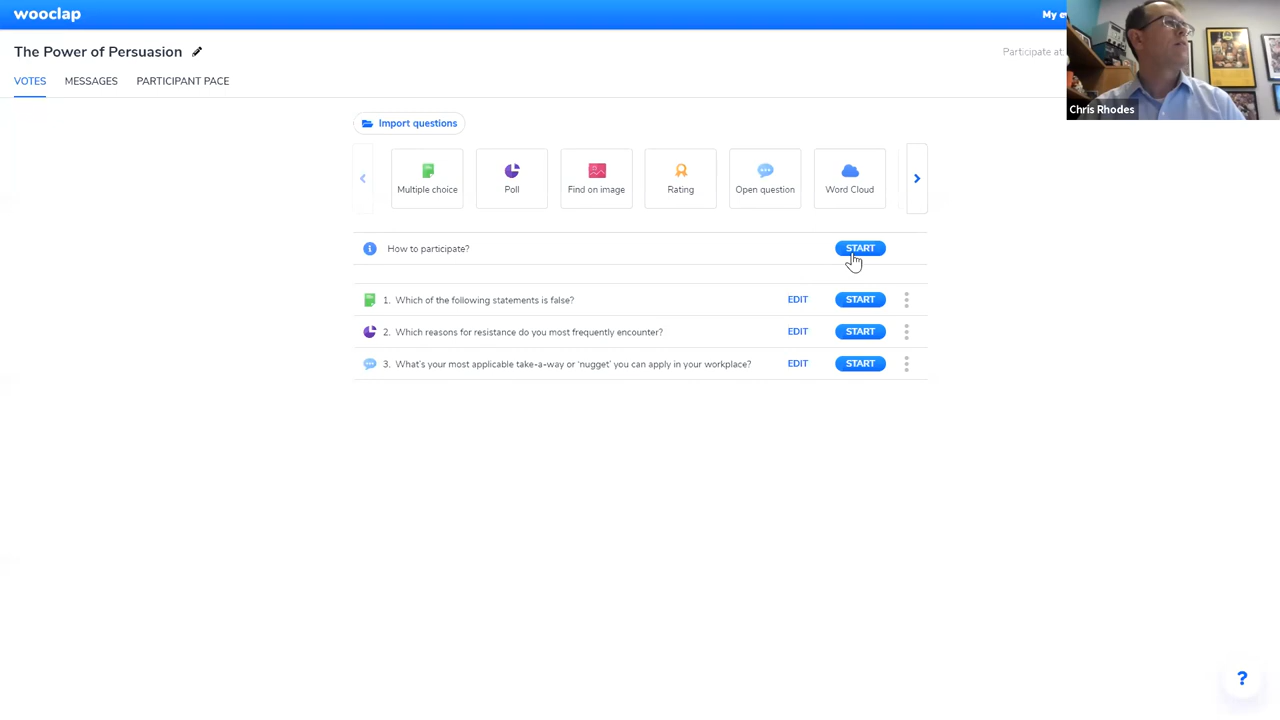 wooclap
My e
The Power of Persuasion
Participate at:
Chris Rhodes
VOTES MESSAGES PARTICIPANT PACE
Import questions
Multiple choice
Poll
Find on image
Rating
Open question
Word Cloud
How to participate? START
1. Which of the following statements is false? EDIT START
2. Which reasons for resistance do you most frequently encounter? EDIT START
3. What's your most applicable take-a-way or 'nugget' you can apply in your workplace? EDIT START
?